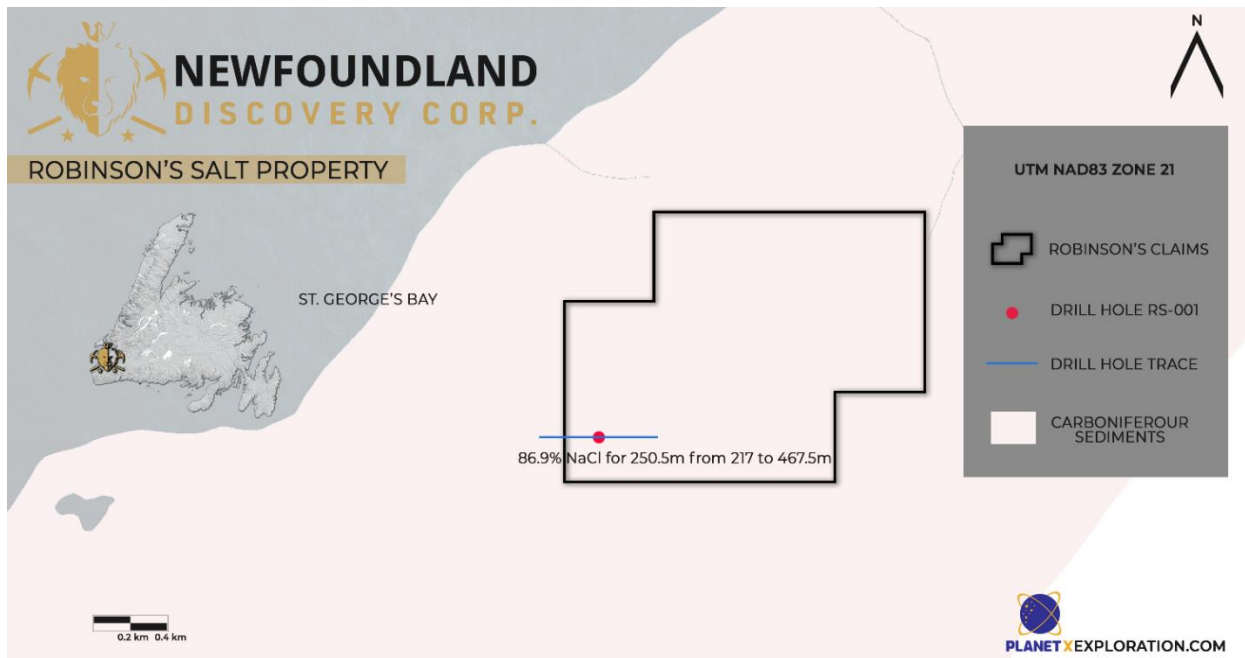 NEWFOUNDLAND
DISCOVERY CORP.
ROBINSON'S SALT PROPERTY
N
UTM NAD83 ZONE 21
ROBINSON'S CLAIMS
DRILL HOLE RS-001
DRILL HOLE TRACE
CARBONIFEROUR
SEDIMENTS
ST. GEORGE'S BAY
86.9% NaCl for 250.5m from 217 to 467.5m
0.2 km 0.4 km
PLANET XEXPLORATION.COM